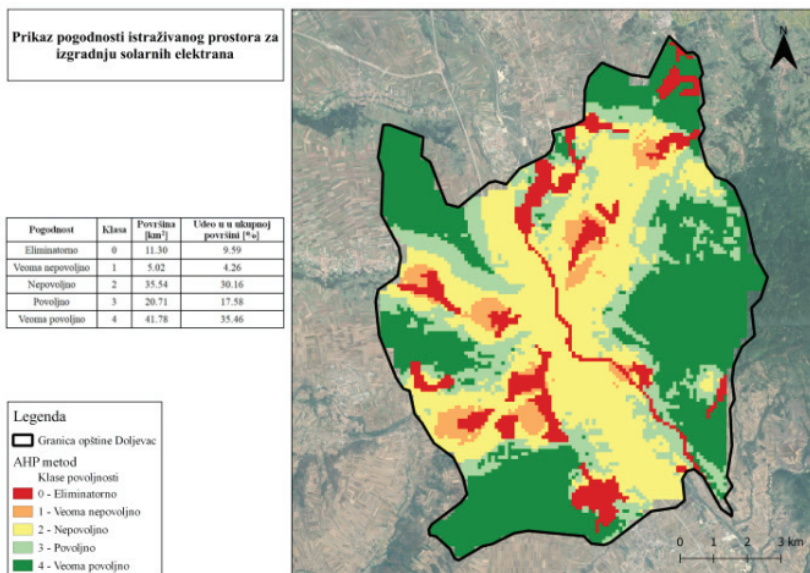 Prikaz pogodnosti istraživanog prostora za
izgradnju solarnih elektrana
N
Pogodnost Klasa Površina [km²] Udeo u u ukupnoj površini [%]
Eliminatorno 0 11.30 9.59
Veoma nepovoljno 1 5.02 4.26
Nepovoljno 2 35.54 30.16
Povoljno 3 20.71 17.58
Veoma povoljno 4 41.78 35.46
Legenda
Granica opštine Doljevac
AHP metod
Klase povoljnosti
0 - Eliminatorno
1 - Veoma nepovoljno
2 - Nepovoljno
3 - Povoljno
4 - Veoma povoljno
0 1 2 3 km